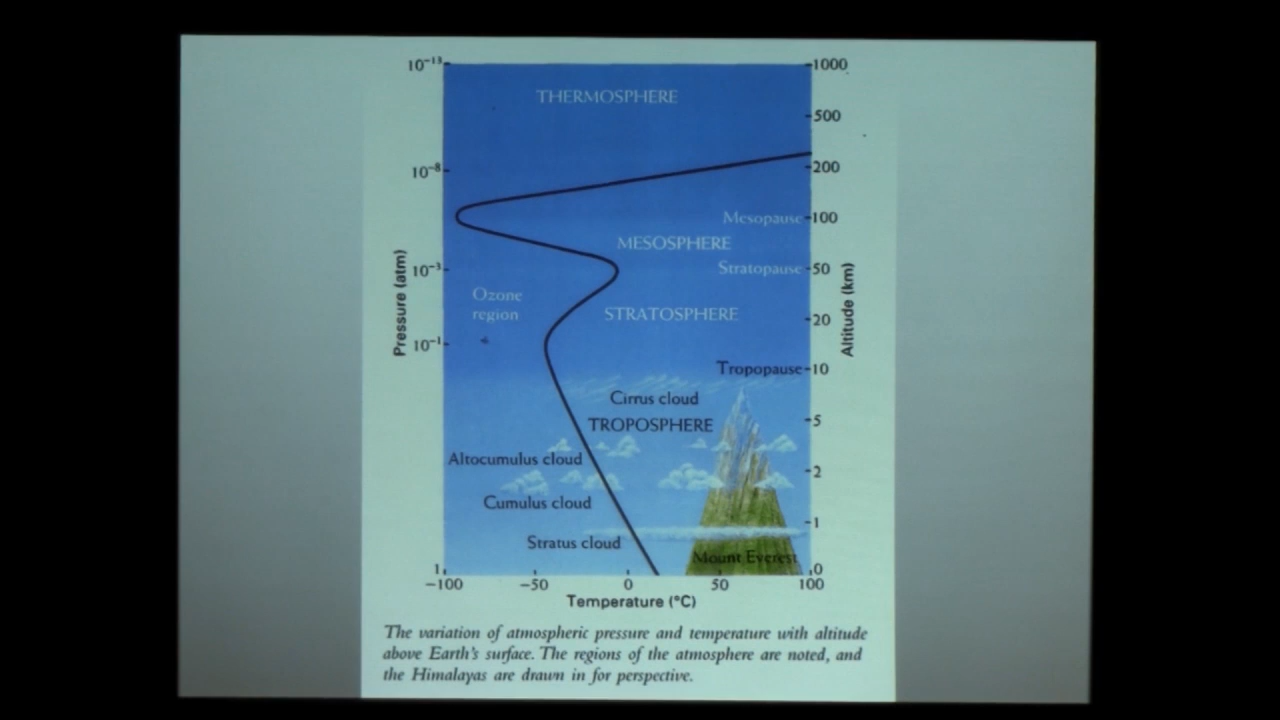 10⁻¹³
1000
THERMOSPHERE
500
10⁻⁸
200
Mesopause
100
MESOSPHERE
10⁻³
Stratopause
50
Ozone
region
STRATOSPHERE
20
10⁻¹
Tropopause
10
Cirrus cloud
TROPOSPHERE
5
Altocumulus cloud
2
Cumulus cloud
1
Stratus cloud
Mount Everest
1
0
Pressure (atm)
Altitude (km)
−100
−50
0
50
100
Temperature (°C)
The variation of atmospheric pressure and temperature with altitude
above Earth's surface. The regions of the atmosphere are noted, and
the Himalayas are drawn in for perspective.